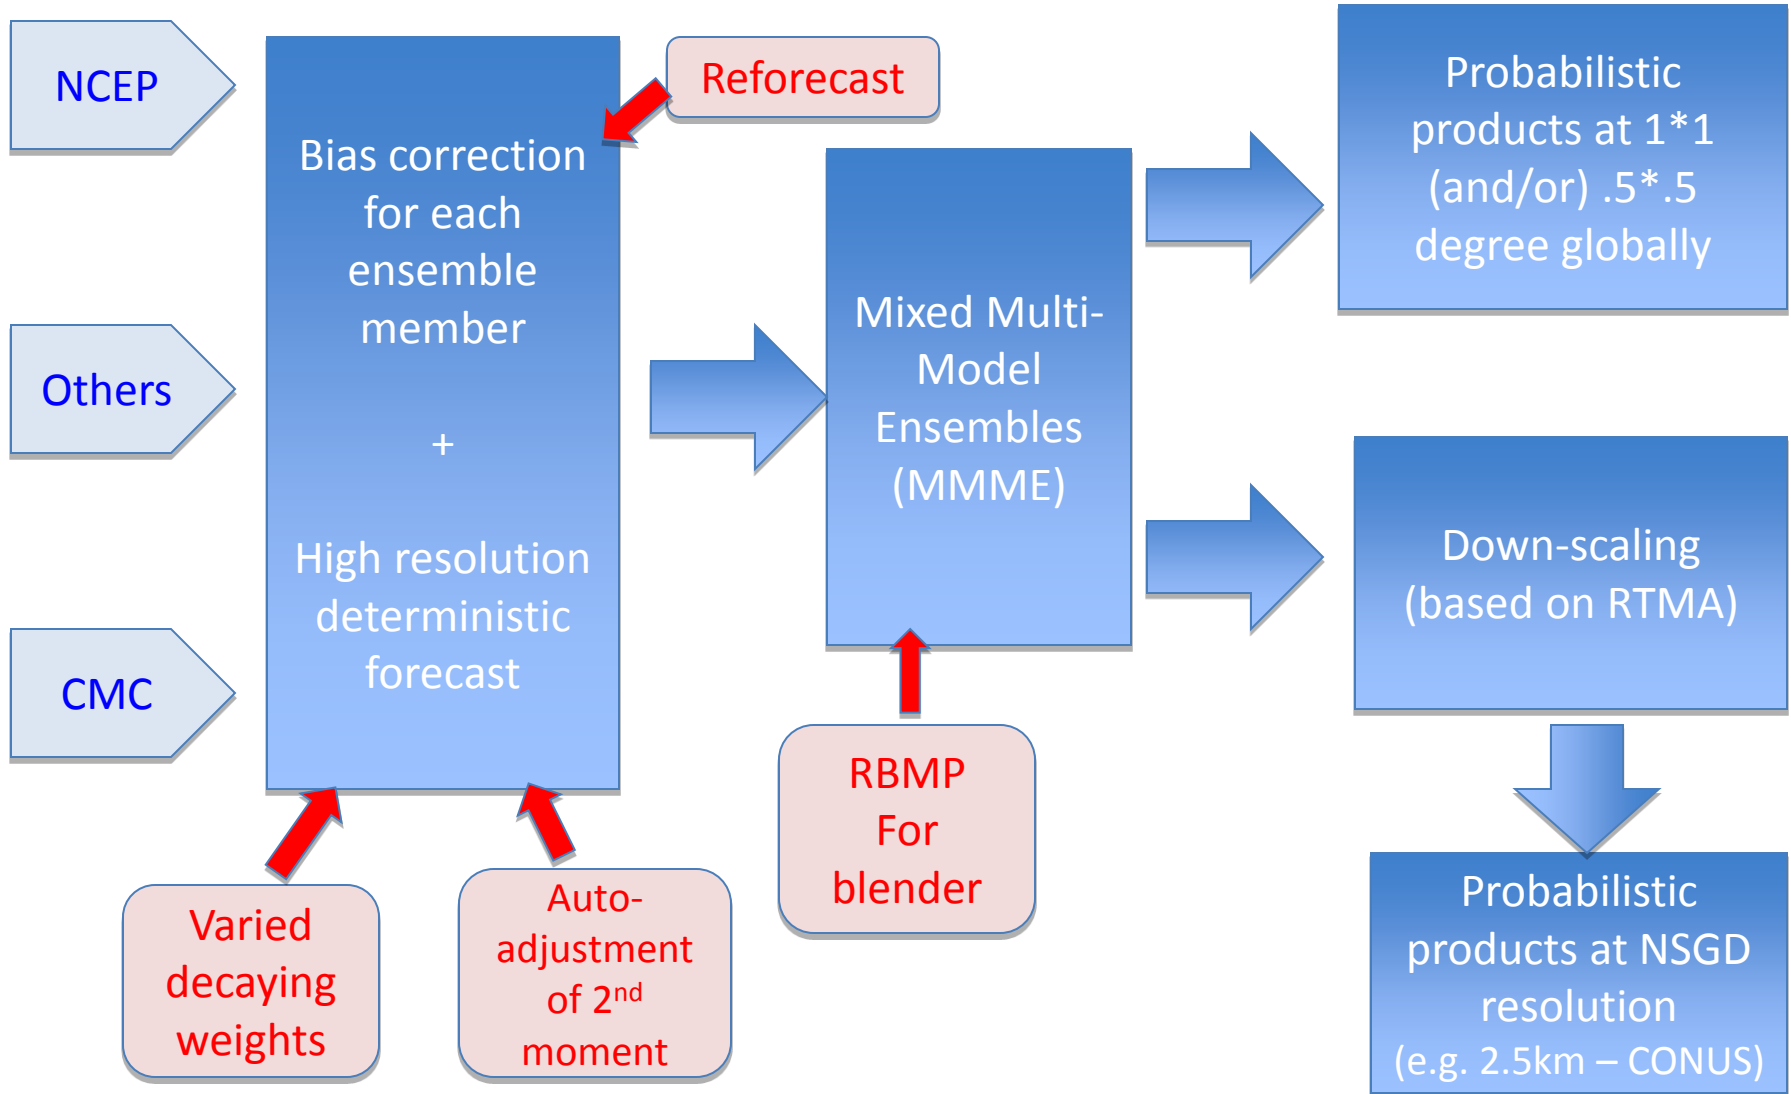 NCEP
Others
CMC
Bias correction
for each
ensemble
member
+
High resolution
deterministic
forecast
Reforecast
Varied
decaying
weights
Auto-
adjustment
of 2nd
moment
Mixed Multi-
Model
Ensembles
(MMME)
RBMP
For
blender
Probabilistic
products at 1*1
(and/or) .5*.5
degree globally
Down-scaling
(based on RTMA)
Probabilistic
products at NSGD
resolution
(e.g. 2.5km – CONUS)